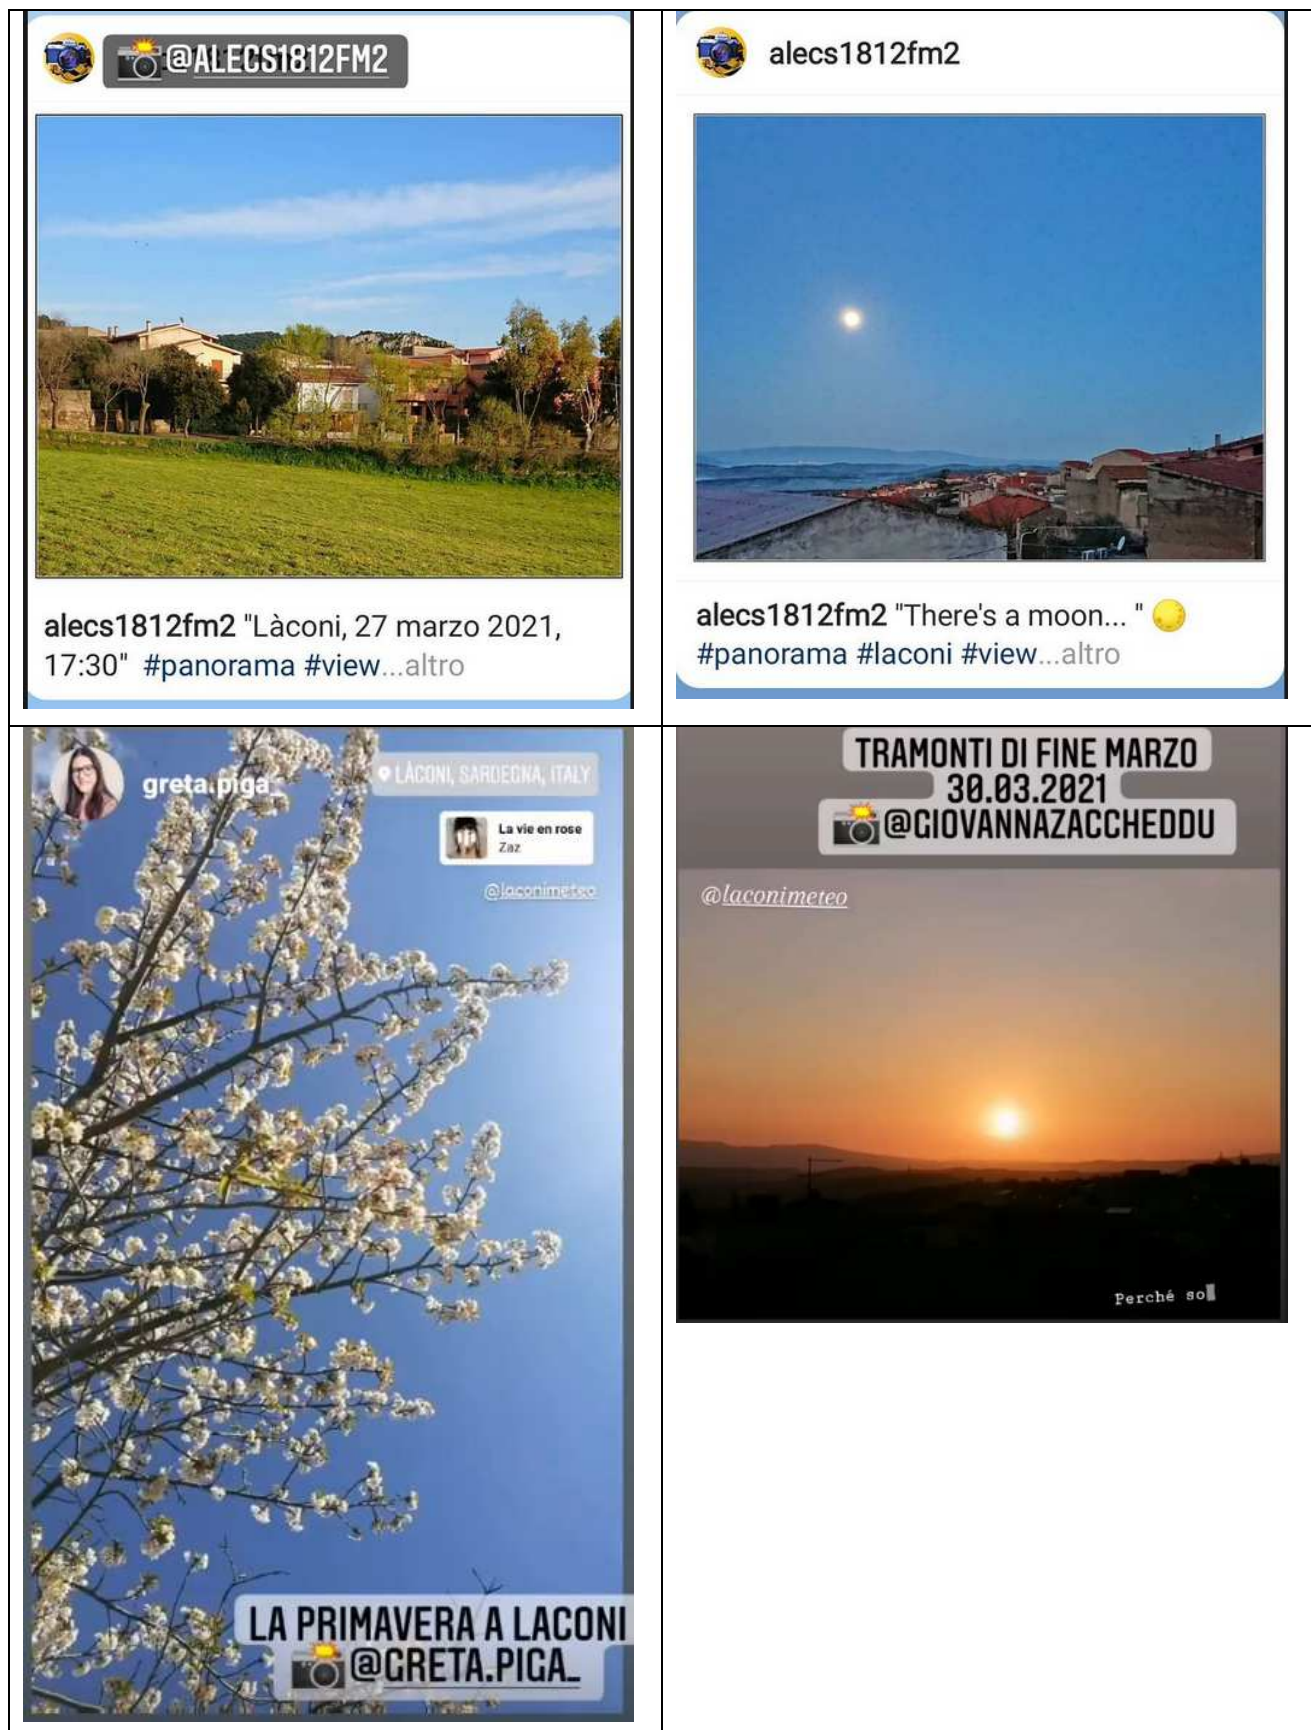 @ALECS1812FM2
alecs1812fm2 "Làconi, 27 marzo 2021,
17:30" #panorama #view...altro
alecs1812fm2
alecs1812fm2 "There's a moon... "
#panorama #laconi #view...altro
greta.piga_
LÀCONI, SARDEGNA, ITALY
La vie en rose
Zaz
@laconimeteo
LA PRIMAVERA A LACONI
@GRETA.PIGA_
TRAMONTI DI FINE MARZO
30.03.2021
@GIOVANNAZACCHEDDU
@laconimeteo
Perché so